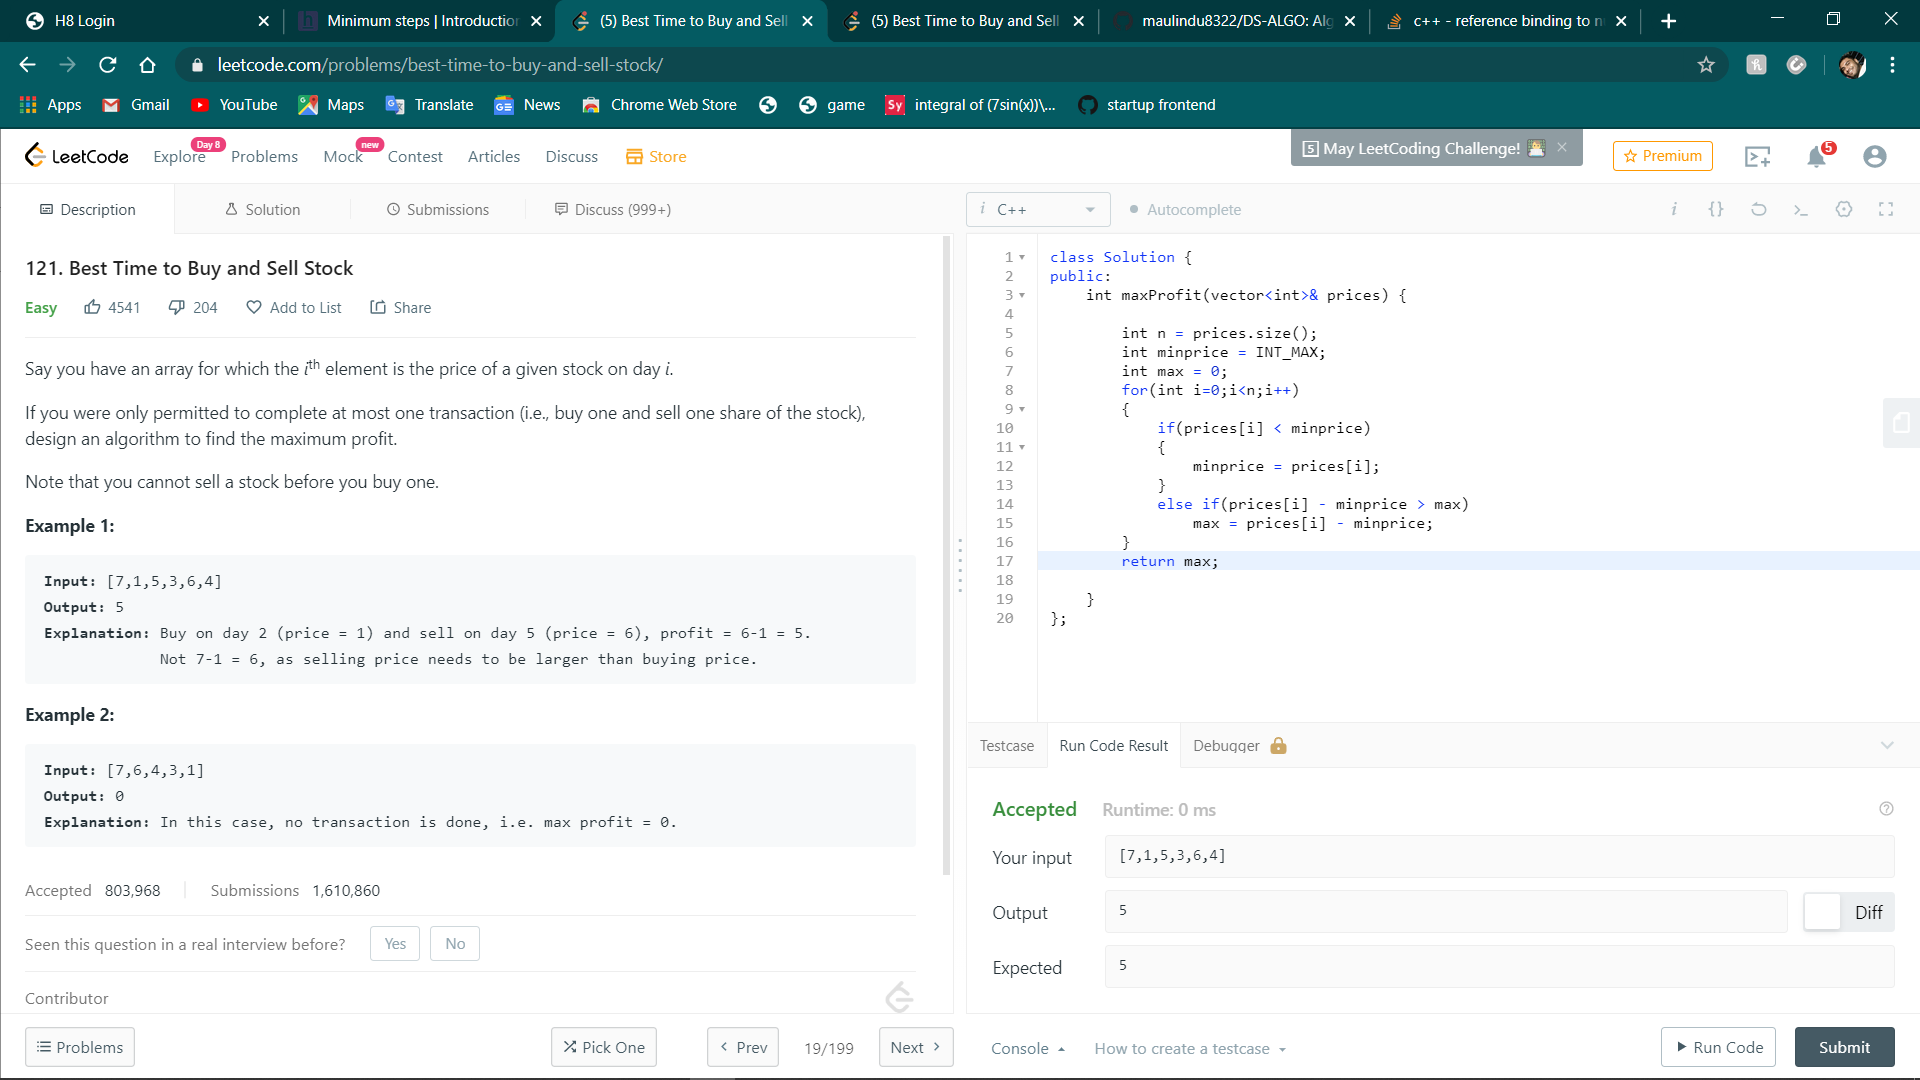 H8 Login
Minimum steps | Introduction
(5) Best Time to Buy and Sell
(5) Best Time to Buy and Sell
maulindu8322/DS-ALGO: Alg
c++ - reference binding to n
leetcode.com/problems/best-time-to-buy-and-sell-stock/
Apps
Gmail
YouTube
Maps
Translate
News
Chrome Web Store
game
Sy integral of (7sin(x))\...
startup frontend
LeetCode
Explore
Day 8
Problems
Mock
new
Contest
Articles
Discuss
Store
5 May LeetCoding Challenge!
Premium
5
Description
Solution
Submissions
Discuss (999+)
i C++
Autocomplete
121. Best Time to Buy and Sell Stock
Easy 4541 204 Add to List Share
Say you have an array for which the ith element is the price of a given stock on day i.
If you were only permitted to complete at most one transaction (i.e., buy one and sell one share of the stock),
design an algorithm to find the maximum profit.
Note that you cannot sell a stock before you buy one.
Example 1:
Input: [7,1,5,3,6,4]
Output: 5
Explanation: Buy on day 2 (price = 1) and sell on day 5 (price = 6), profit = 6-1 = 5.
Not 7-1 = 6, as selling price needs to be larger than buying price.
Example 2:
Input: [7,6,4,3,1]
Output: 0
Explanation: In this case, no transaction is done, i.e. max profit = 0.
Accepted 803,968 Submissions 1,610,860
Seen this question in a real interview before? Yes No
Contributor
Problems
Pick One
Prev
19/199
Next
1 class Solution {
2 public:
3 int maxProfit(vector<int>& prices) {
4
5 int n = prices.size();
6 int minprice = INT_MAX;
7 int max = 0;
8 for(int i=0;i<n;i++)
9 {
10 if(prices[i] < minprice)
11 {
12 minprice = prices[i];
13 }
14 else if(prices[i] - minprice > max)
15 max = prices[i] - minprice;
16 }
17 return max;
18
19 }
20 };
Testcase
Run Code Result
Debugger
Accepted Runtime: 0 ms
Your input [7,1,5,3,6,4]
Output 5 Diff
Expected 5
Console
How to create a testcase
Run Code
Submit